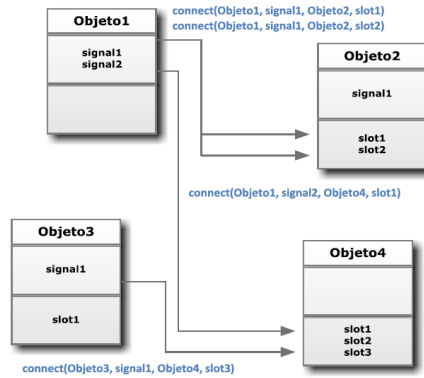 connect(Objeto1, signal1, Objeto2, slot1)
connect(Objeto1, signal1, Objeto2, slot2)
Objeto1
signal1
signal2
Objeto2
signal1
slot1
slot2
connect(Objeto1, signal2, Objeto4, slot1)
Objeto3
signal1
slot1
Objeto4
slot1
slot2
slot3
connect(Objeto3, signal1, Objeto4, slot3)